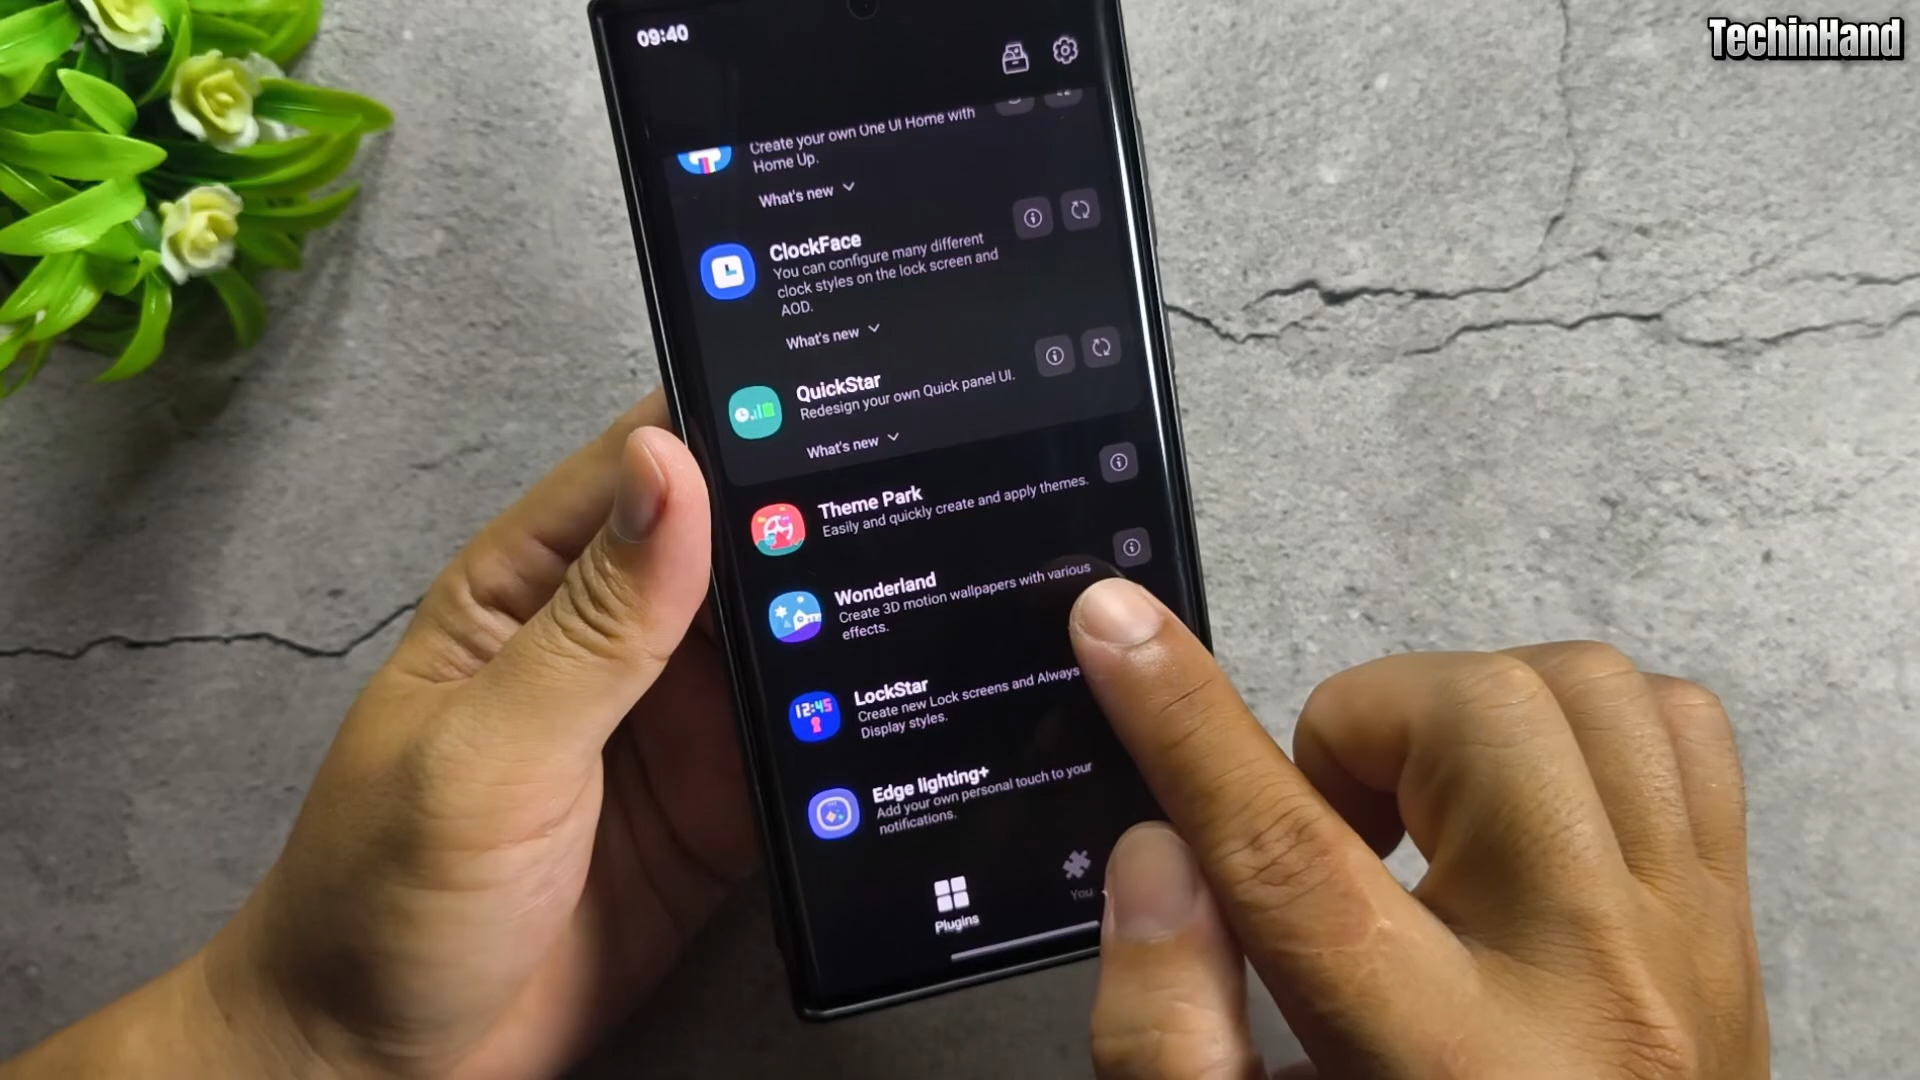 TechinHand
09:40
Create your own One UI Home with
Home Up.
What's new
ClockFace
You can configure many different
clock styles on the lock screen and
AOD.
What's new
QuickStar
Redesign your own Quick panel UI.
What's new
Theme Park
Easily and quickly create and apply themes.
Wonderland
Create 3D motion wallpapers with various
effects.
LockStar
12:45
Create new Lock screens and Always
Display styles.
Edge lighting+
Add your own personal touch to your
notifications.
Plugins
You